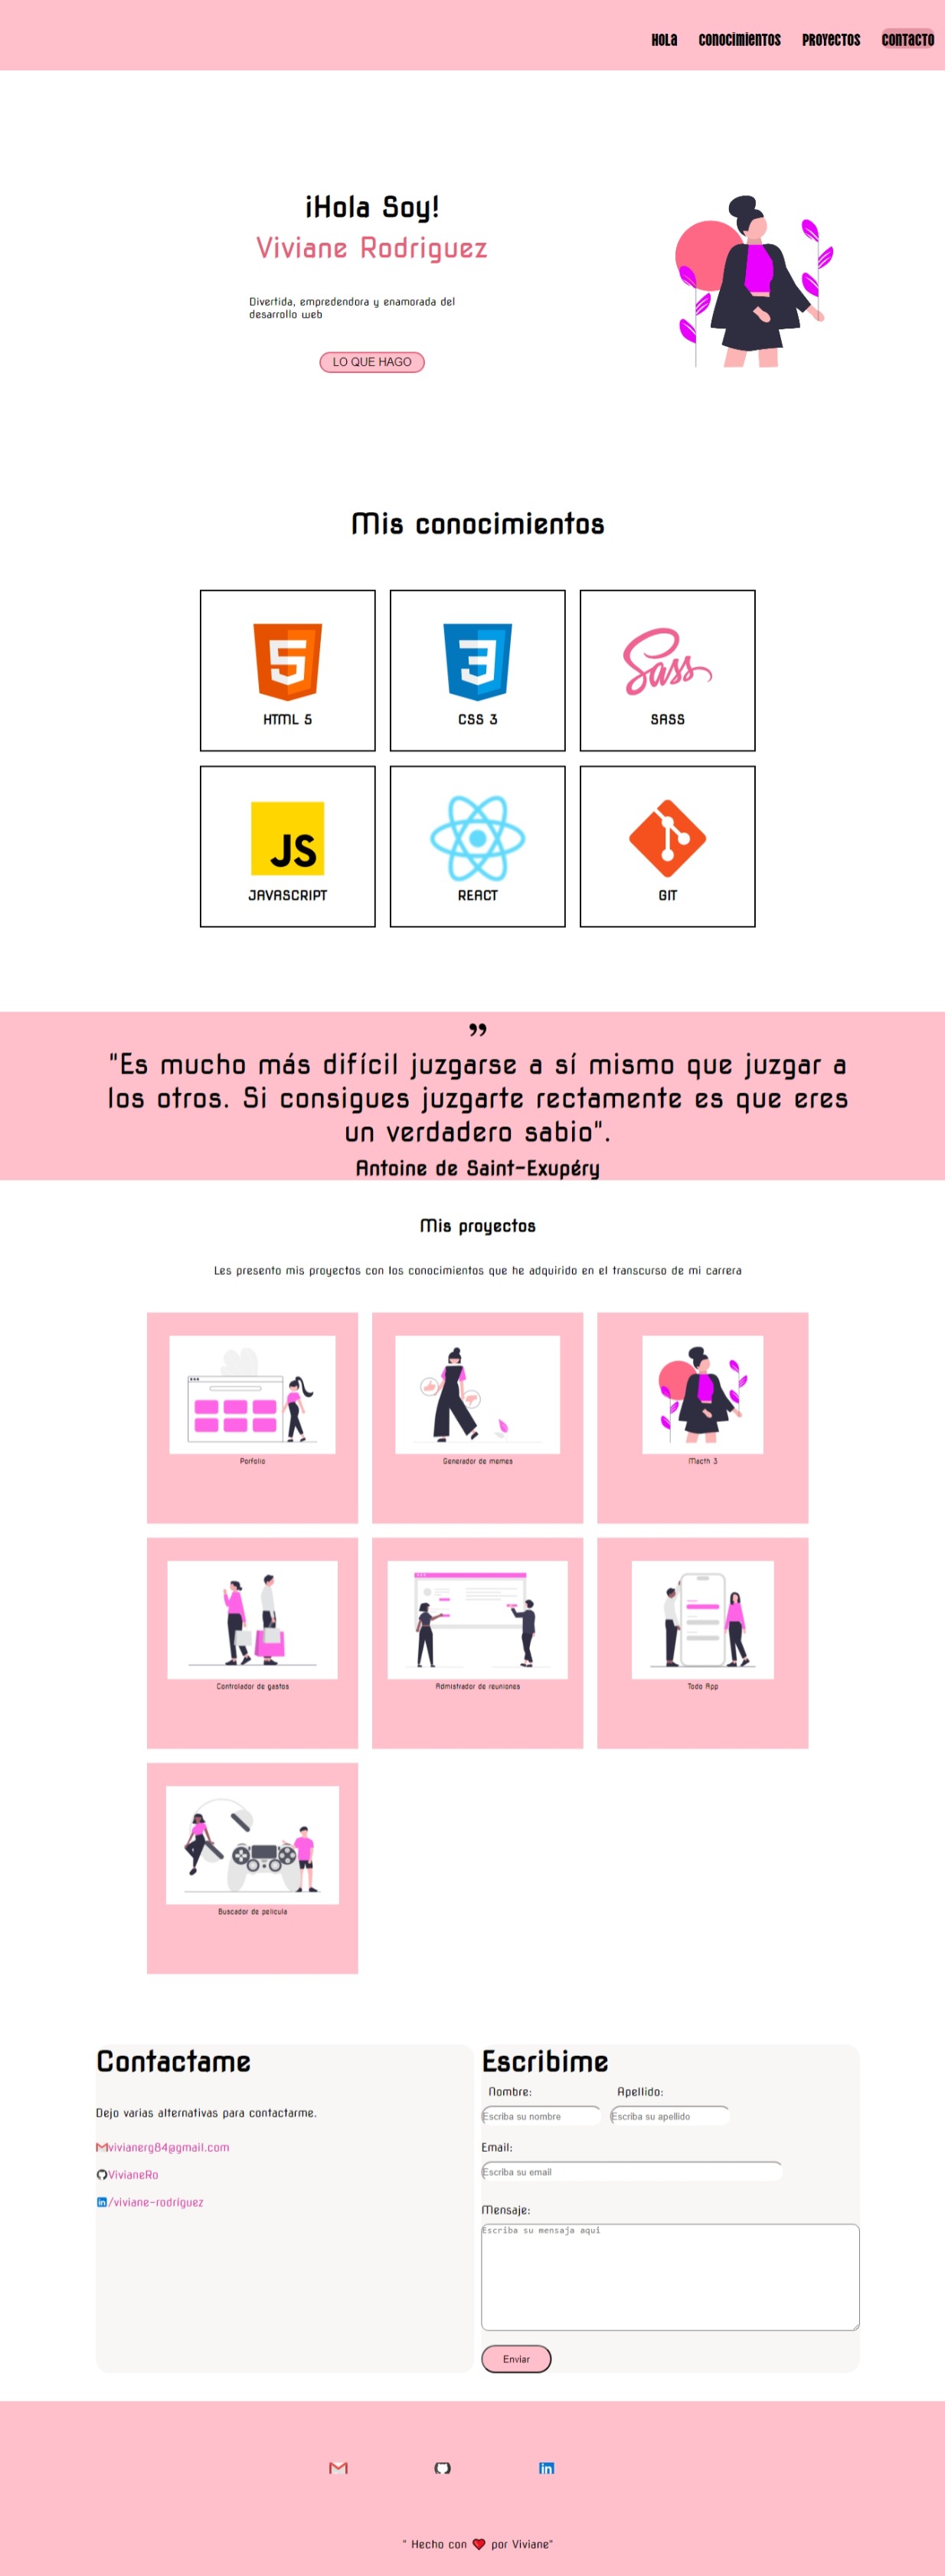 Hola Conocimientos Proyectos Contacto
¡Hola Soy!
Viviane Rodriguez
Divertida, empredendora y enamorada del
desarrollo web
LO QUE HAGO
Mis conocimientos
HTML 5
CSS 3
Sass
SASS
JS
JAVASCRIPT
REACT
GIT
”
"Es mucho más difícil juzgarse a sí mismo que juzgar a
los otros. Si consigues juzgarte rectamente es que eres
un verdadero sabio".
Antoine de Saint-Exupéry
Mis proyectos
Les presento mis proyectos con los conocimientos que he adquirido en el transcurso de mi carrera
Porfolio
Generador de memes
Macth 3
Controlador de gastos
Admistrador de reuniones
Todo App
Buscador de pelicula
Contactame
Dejo varias alternativas para contactarme.
vivianerg84@gmail.com
VivianeRo
/viviane-rodriguez
Escribime
Nombre: Apellido:
Escriba su nombre Escriba su apellido
Email:
Escriba su email
Mensaje:
Escriba su mensaja aqui
Enviar
" Hecho con ❤ por Viviane"